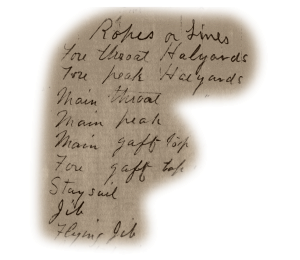 Ropes or Lines
Fore throat Halyards
Fore peak Halyards
Main throat
Main peak
Main gaff top
Fore gaff top
Staysail
Jib
Flying Jib